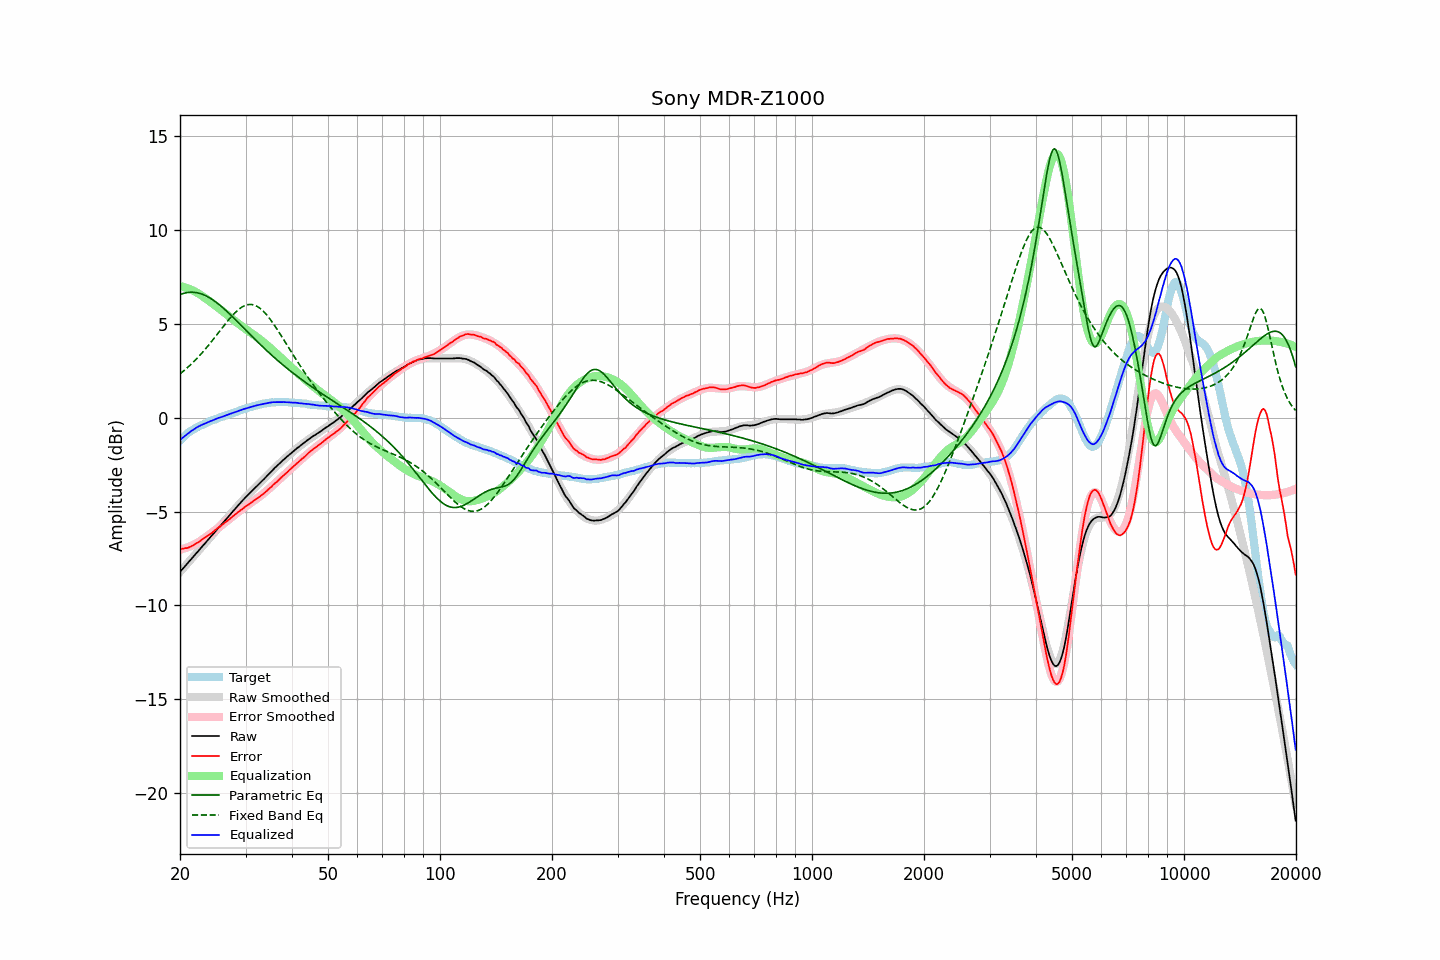 Sony MDR-Z1000
Amplitude (dBr)
15
10
5
0
−5
−10
−15
−20
Target
Raw Smoothed
Error Smoothed
Raw
Error
Equalization
Parametric Eq
Fixed Band Eq
Equalized
20 50 100 200 500 1000 2000 5000 10000 20000
Frequency (Hz)